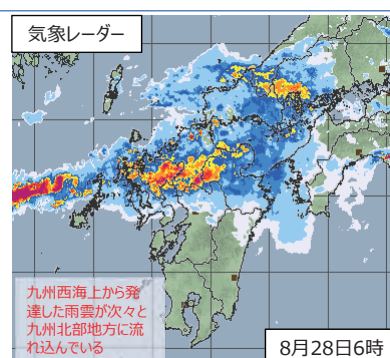 気象レーダー
九州西海上から発
達した雨雲が次々と
九州北部地方に流
れ込んでいる
8月28日6時